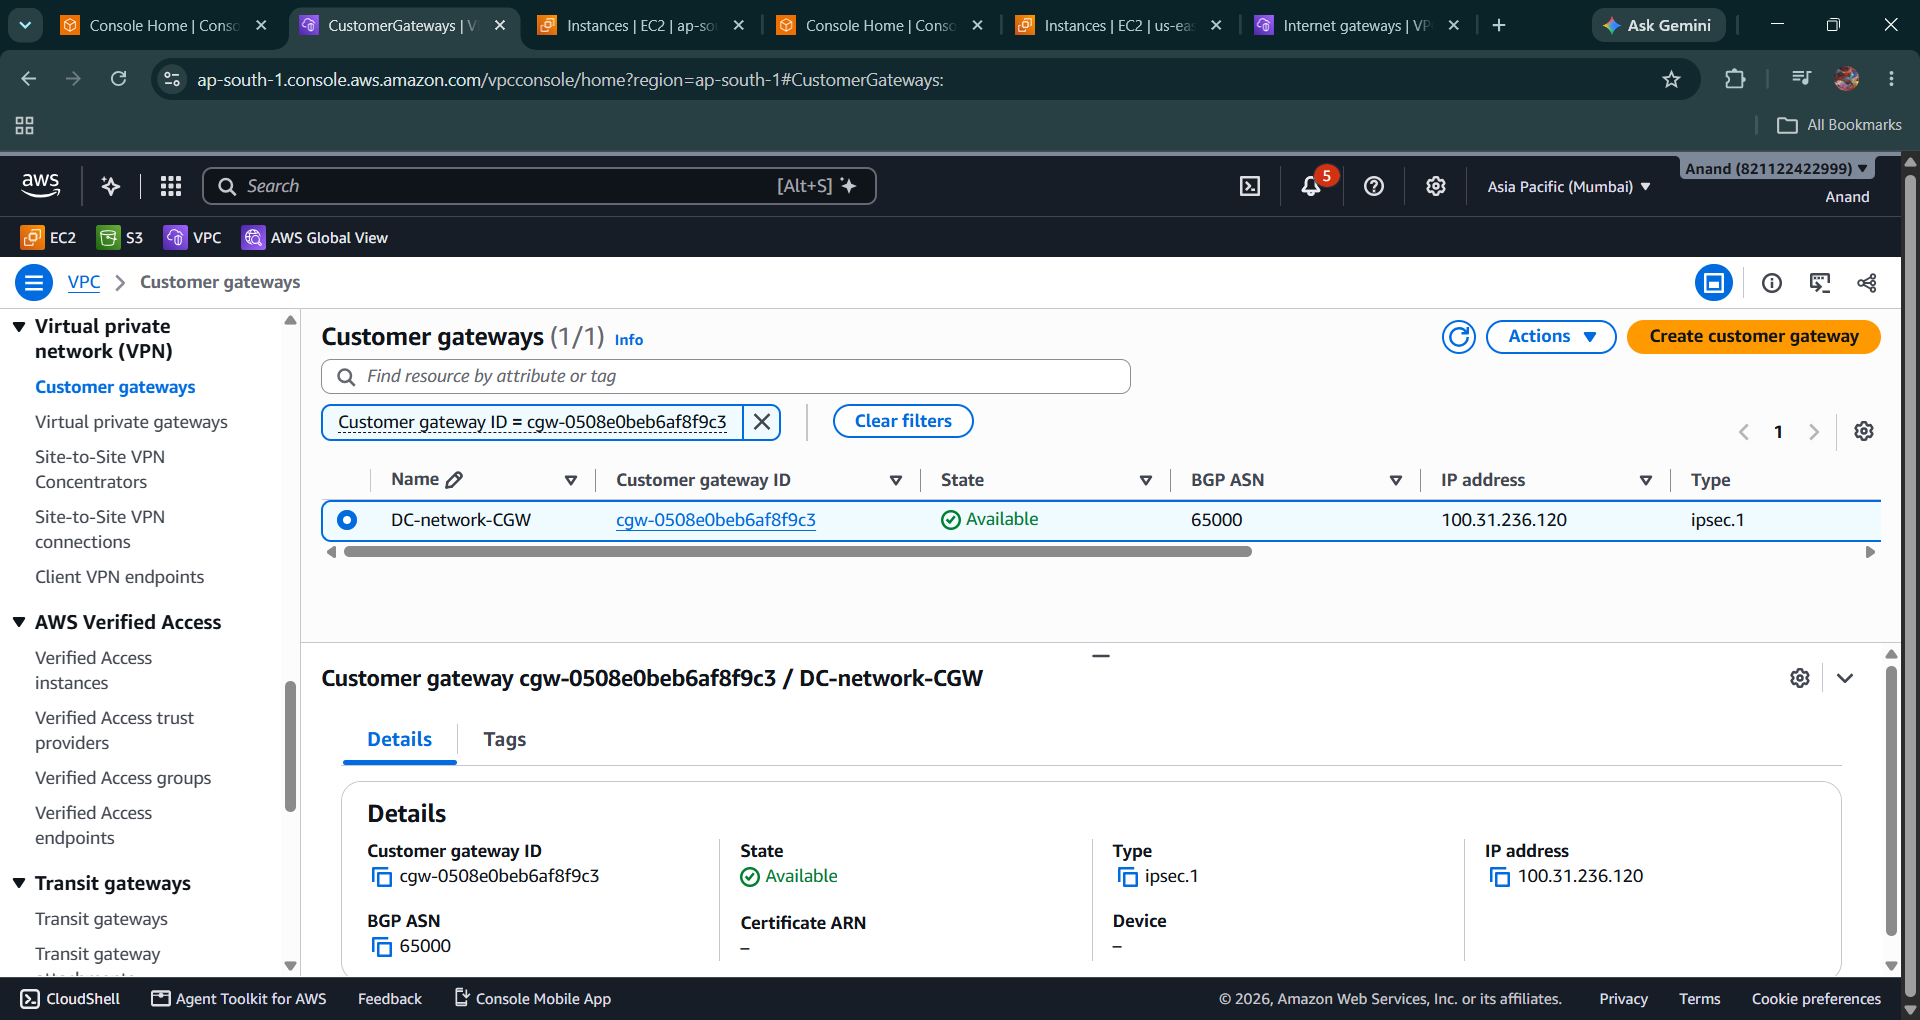 Console Home | Conso
CustomerGateways | V
Instances | EC2 | ap-so
Console Home | Conso
Instances | EC2 | us-eas
Internet gateways | VP
Ask Gemini
ap-south-1.console.aws.amazon.com/vpcconsole/home?region=ap-south-1#CustomerGateways:
All Bookmarks
aws
Search
[Alt+S]
5
Asia Pacific (Mumbai)
Anand (821122422999)
Anand
EC2
S3
VPC
AWS Global View
VPC
Customer gateways
Virtual private
network (VPN)
Customer gateways
Virtual private gateways
Site-to-Site VPN
Concentrators
Site-to-Site VPN
connections
Client VPN endpoints
AWS Verified Access
Verified Access
instances
Verified Access trust
providers
Verified Access groups
Verified Access
endpoints
Transit gateways
Transit gateways
Transit gateway
Customer gateways (1/1) Info
Actions
Create customer gateway
Find resource by attribute or tag
Customer gateway ID = cgw-0508e0beb6af8f9c3
Clear filters
1
Name
Customer gateway ID
State
BGP ASN
IP address
Type
DC-network-CGW
cgw-0508e0beb6af8f9c3
Available
65000
100.31.236.120
ipsec.1
Customer gateway cgw-0508e0beb6af8f9c3 / DC-network-CGW
Details
Tags
Details
Customer gateway ID
cgw-0508e0beb6af8f9c3
State
Available
Type
ipsec.1
IP address
100.31.236.120
BGP ASN
65000
Certificate ARN
–
Device
–
CloudShell
Agent Toolkit for AWS
Feedback
Console Mobile App
© 2026, Amazon Web Services, Inc. or its affiliates.
Privacy
Terms
Cookie preferences